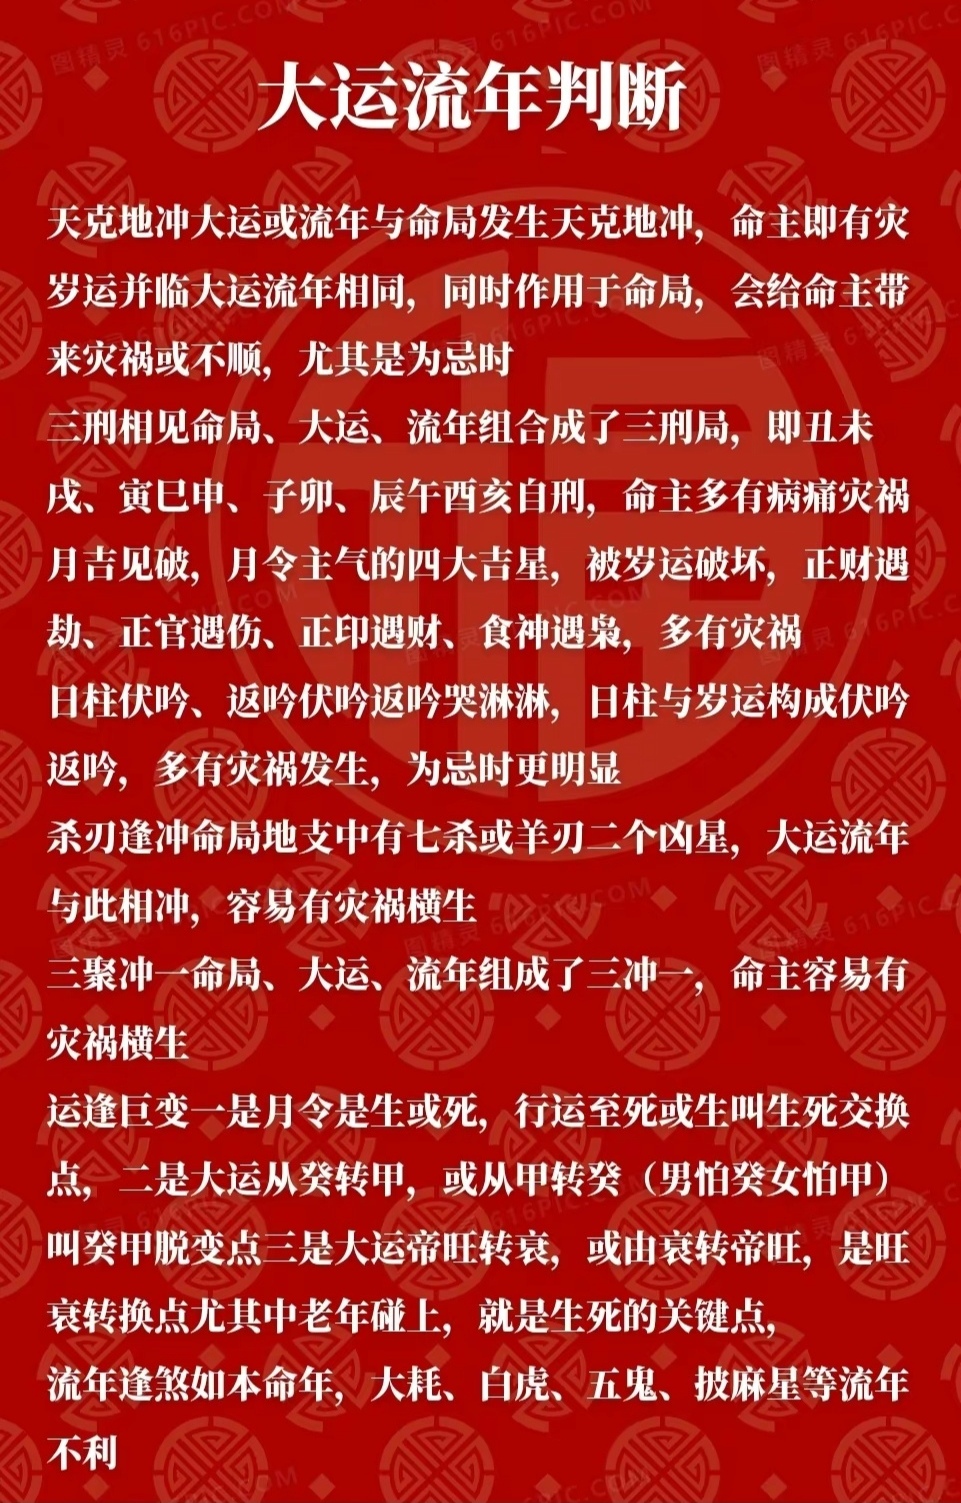 大运流年判断
天克地冲大运或流年与命局发生天克地冲，命主即有灾
岁运并临大运流年相同，同时作用于命局，会给命主带
来灾祸或不顺，尤其是为忌时
三刑相见命局、大运、流年组合成了三刑局，即丑未
戌、寅巳申、子卯、辰午酉亥自刑，命主多有病痛灾祸
月吉见破，月令主气的四大吉星，被岁运破坏，正财遇
劫、正官遇伤、正印遇财、食神遇枭，多有灾祸
日柱伏吟、返吟伏吟返吟哭淋淋，日柱与岁运构成伏吟
返吟，多有灾祸发生，为忌时更明显
杀刃逢冲命局地支中有七杀或羊刃二个凶星，大运流年
与此相冲，容易有灾祸横生
三聚冲一命局、大运、流年组成了三冲一，命主容易有
灾祸横生
运逢巨变一是月令是生或死，行运至死或生叫生死交换
点，二是大运从癸转甲，或从甲转癸（男怕癸女怕甲）
叫癸甲脱变点三是大运帝旺转衰，或由衰转帝旺，是旺
衰转换点尤其中老年碰上，就是生死的关键点，
流年逢煞如本命年，大耗、白虎、五鬼、披麻星等流年
不利
图精灵 616PIC.COM